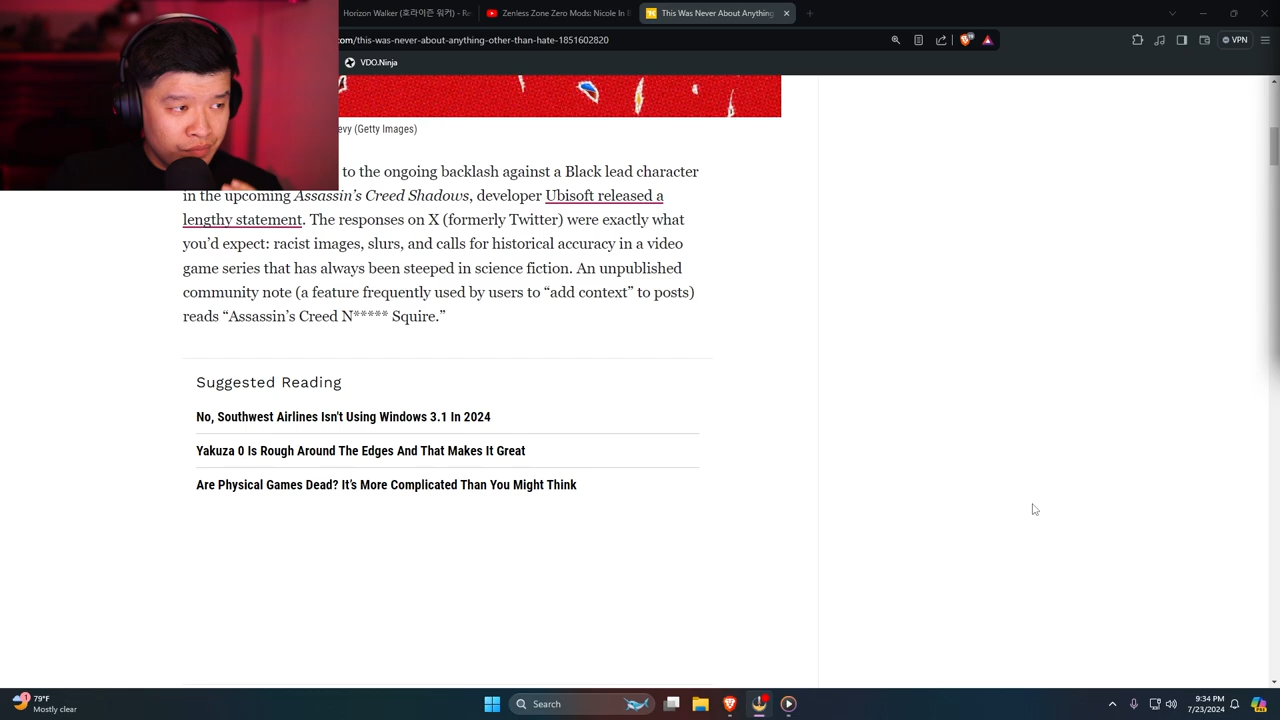 Horizon Walker (호라이즌 워커) - Re
Zenless Zone Zero Mods: Nicole In
This Was Never About Anything
com/this-was-never-about-anything-other-than-hate-1851602820
VPN
VDO.Ninja
evy (Getty Images)
to the ongoing backlash against a Black lead character
in the upcoming Assassin's Creed Shadows, developer Ubisoft released a
lengthy statement. The responses on X (formerly Twitter) were exactly what
you'd expect: racist images, slurs, and calls for historical accuracy in a video
game series that has always been steeped in science fiction. An unpublished
community note (a feature frequently used by users to “add context” to posts)
reads “Assassin's Creed N***** Squire.”
Suggested Reading
No, Southwest Airlines Isn't Using Windows 3.1 In 2024
Yakuza 0 Is Rough Around The Edges And That Makes It Great
Are Physical Games Dead? It's More Complicated Than You Might Think
79°F
Mostly clear
Search
9:34 PM
7/23/2024